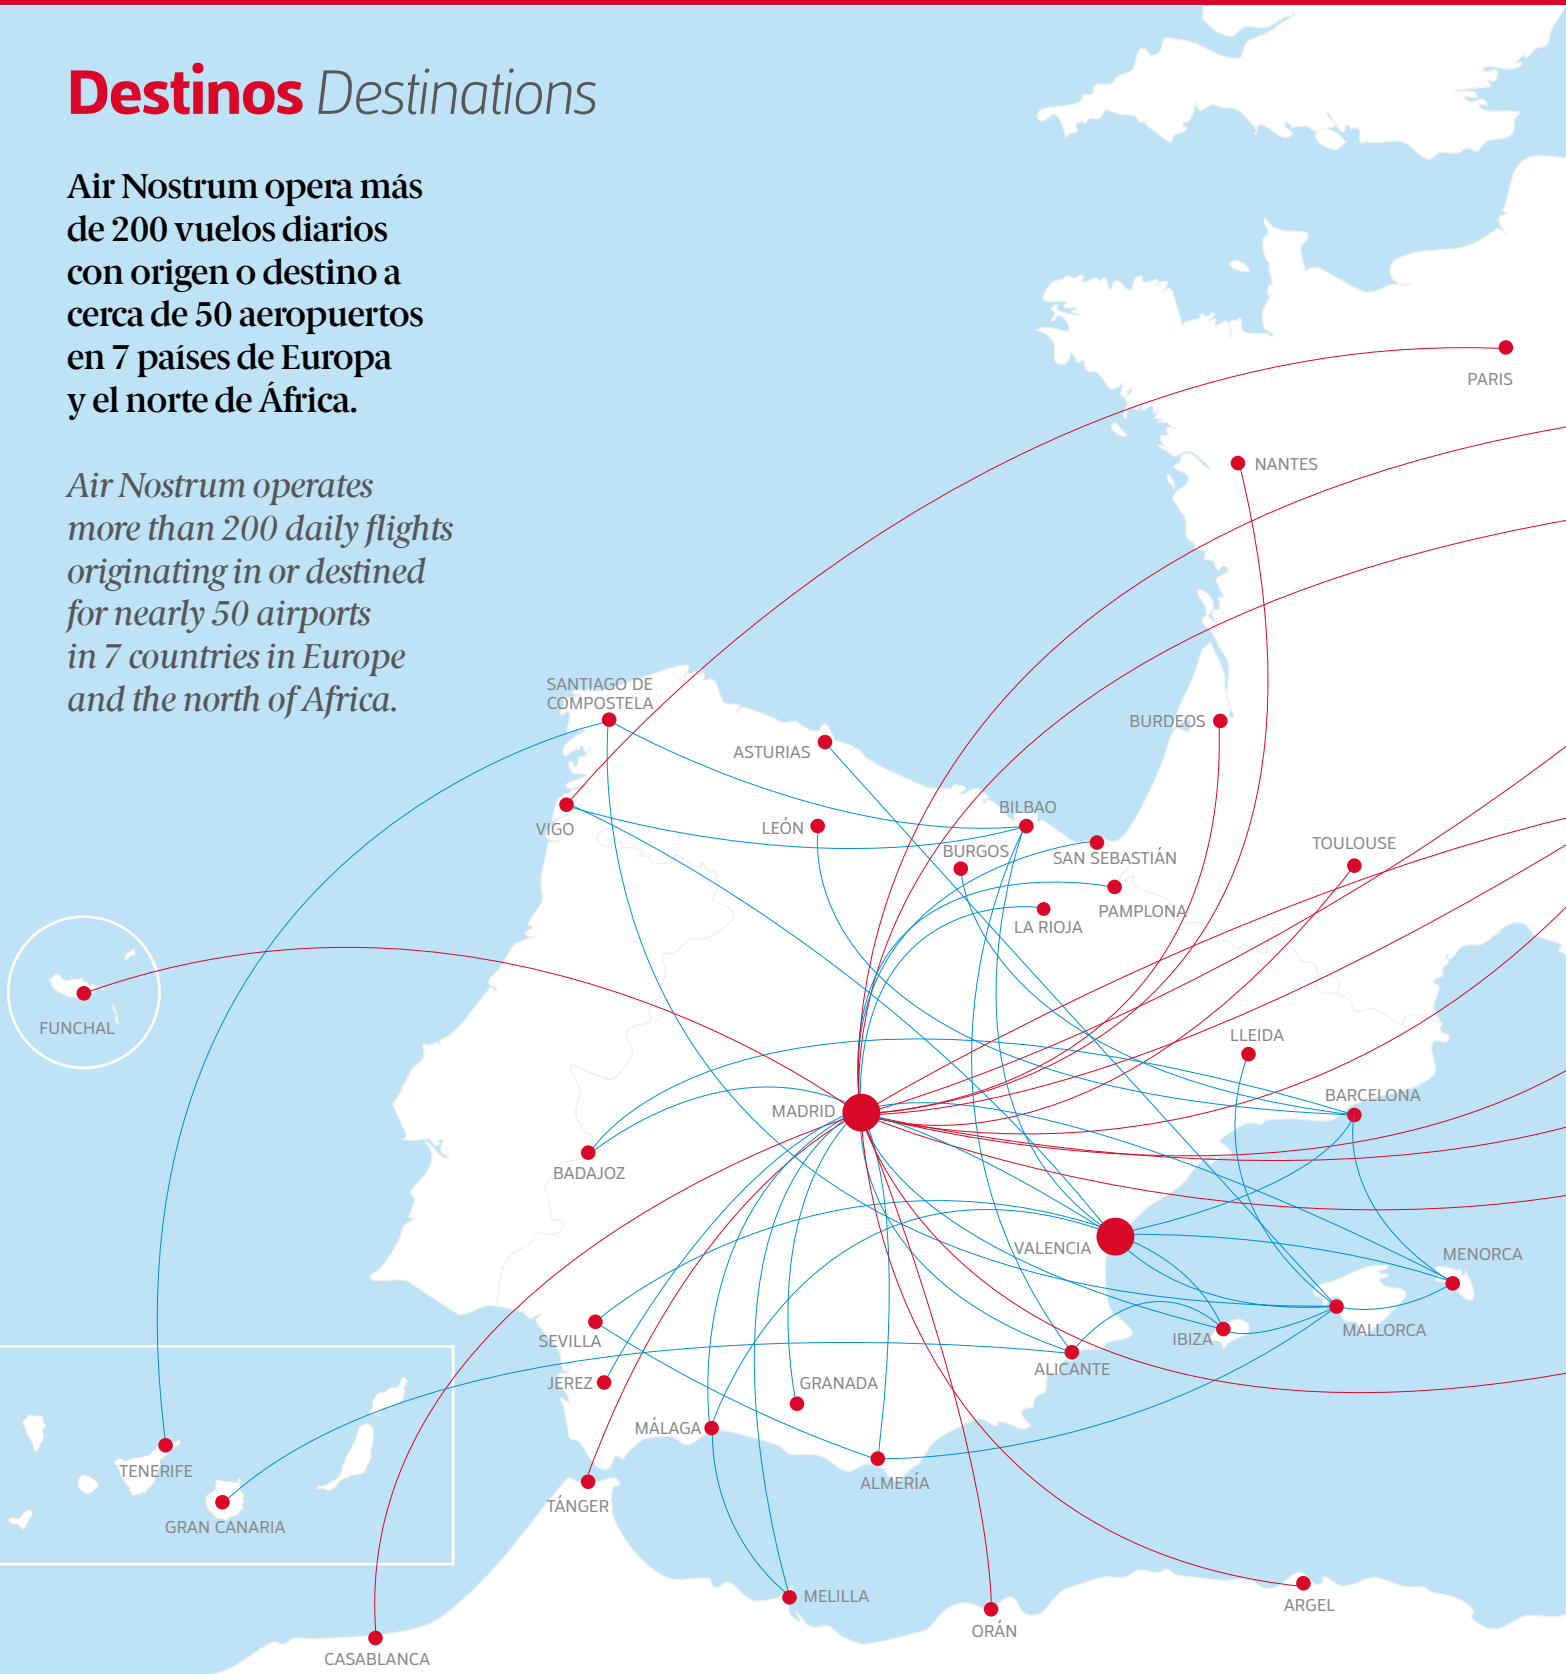 Destinos Destinations
Air Nostrum opera más
de 200 vuelos diarios
con origen o destino a
cerca de 50 aeropuertos
en 7 países de Europa
y el norte de África.
Air Nostrum operates
more than 200 daily flights
originating in or destined
for nearly 50 airports
in 7 countries in Europe
and the north of Africa.
PARIS
NANTES
SANTIAGO DE
COMPOSTELA
BURDEOS
ASTURIAS
BILBAO
VIGO
LEÓN
BURGOS
SAN SEBASTIÁN
TOULOUSE
LA RIOJA
PAMPLONA
FUNCHAL
LLEIDA
BARCELONA
MADRID
BADAJOZ
VALENCIA
MENORCA
SEVILLA
IBIZA
MALLORCA
ALICANTE
JEREZ
GRANADA
MÁLAGA
TENERIFE
ALMERÍA
TÁNGER
GRAN CANARIA
MELILLA
ARGEL
ORÁN
CASABLANCA